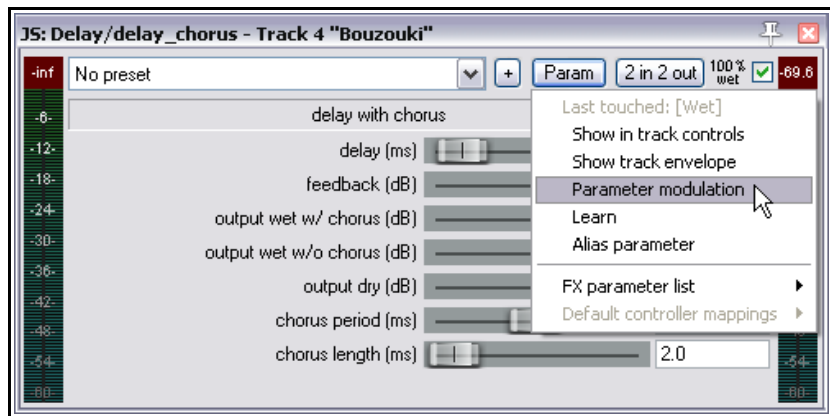 JS: Delay/delay_chorus - Track 4 "Bouzouki"
-inf No preset + Param 2 in 2 out 100% wet -69.6
delay with chorus
Last touched: [Wet]
Show in track controls
Show track envelope
Parameter modulation
Learn
Alias parameter
FX parameter list
Default controller mappings
delay (ms)
feedback (dB)
output wet w/ chorus (dB)
output wet w/o chorus (dB)
output dry (dB)
chorus period (ms)
chorus length (ms) 2.0
-6-
-12-
-18-
-24-
-30-
-36-
-42-
-48-
-54-
-60-
-48-
-54-
-60-